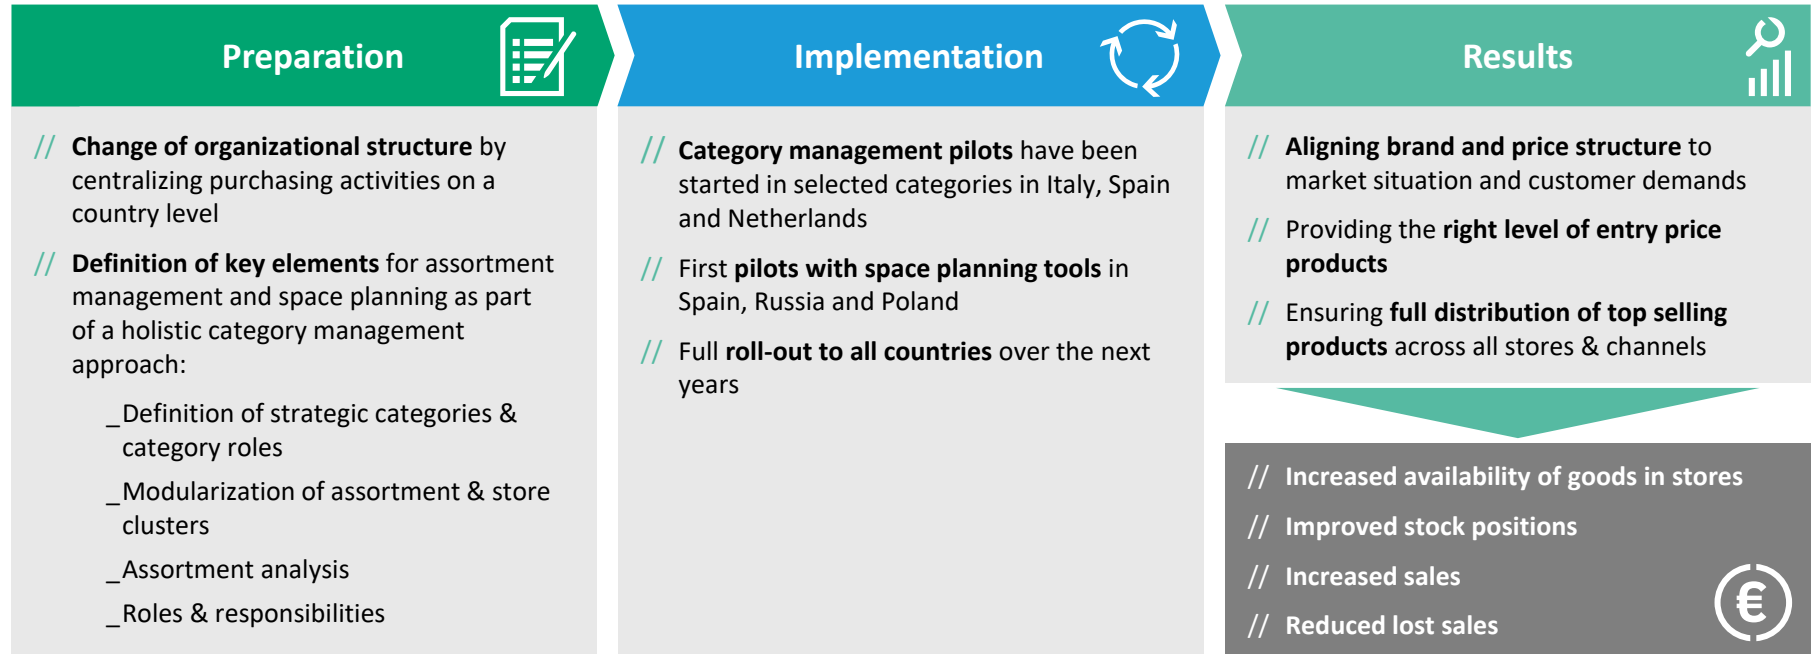 Preparation
// Change of organizational structure by
centralizing purchasing activities on a
country level
// Definition of key elements for assortment
management and space planning as part
of a holistic category management
approach:
_Definition of strategic categories &
category roles
_Modularization of assortment & store
clusters
_Assortment analysis
_Roles & responsibilities
Implementation
// Category management pilots have been
started in selected categories in Italy, Spain
and Netherlands
// First pilots with space planning tools in
Spain, Russia and Poland
// Full roll-out to all countries over the next
years
Results
// Aligning brand and price structure to
market situation and customer demands
// Providing the right level of entry price
products
// Ensuring full distribution of top selling
products across all stores & channels
// Increased availability of goods in stores
// Improved stock positions
// Increased sales
// Reduced lost sales
€